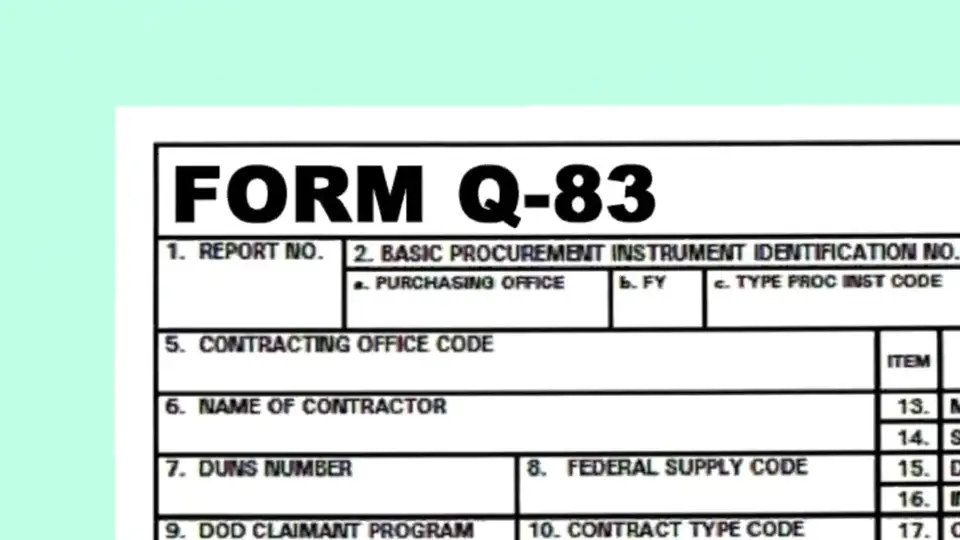 FORM Q-83
1. REPORT NO. 2. BASIC PROCUREMENT INSTRUMENT IDENTIFICATION NO.
a. PURCHASING OFFICE b. FY c. TYPE PROC INST CODE
5. CONTRACTING OFFICE CODE
ITEM
6. NAME OF CONTRACTOR 13.
14. S
7. DUNS NUMBER 8. FEDERAL SUPPLY CODE 15. D
16.
9. DOD CLAIMANT PROGRAM 10. CONTRACT TYPE CODE 17.